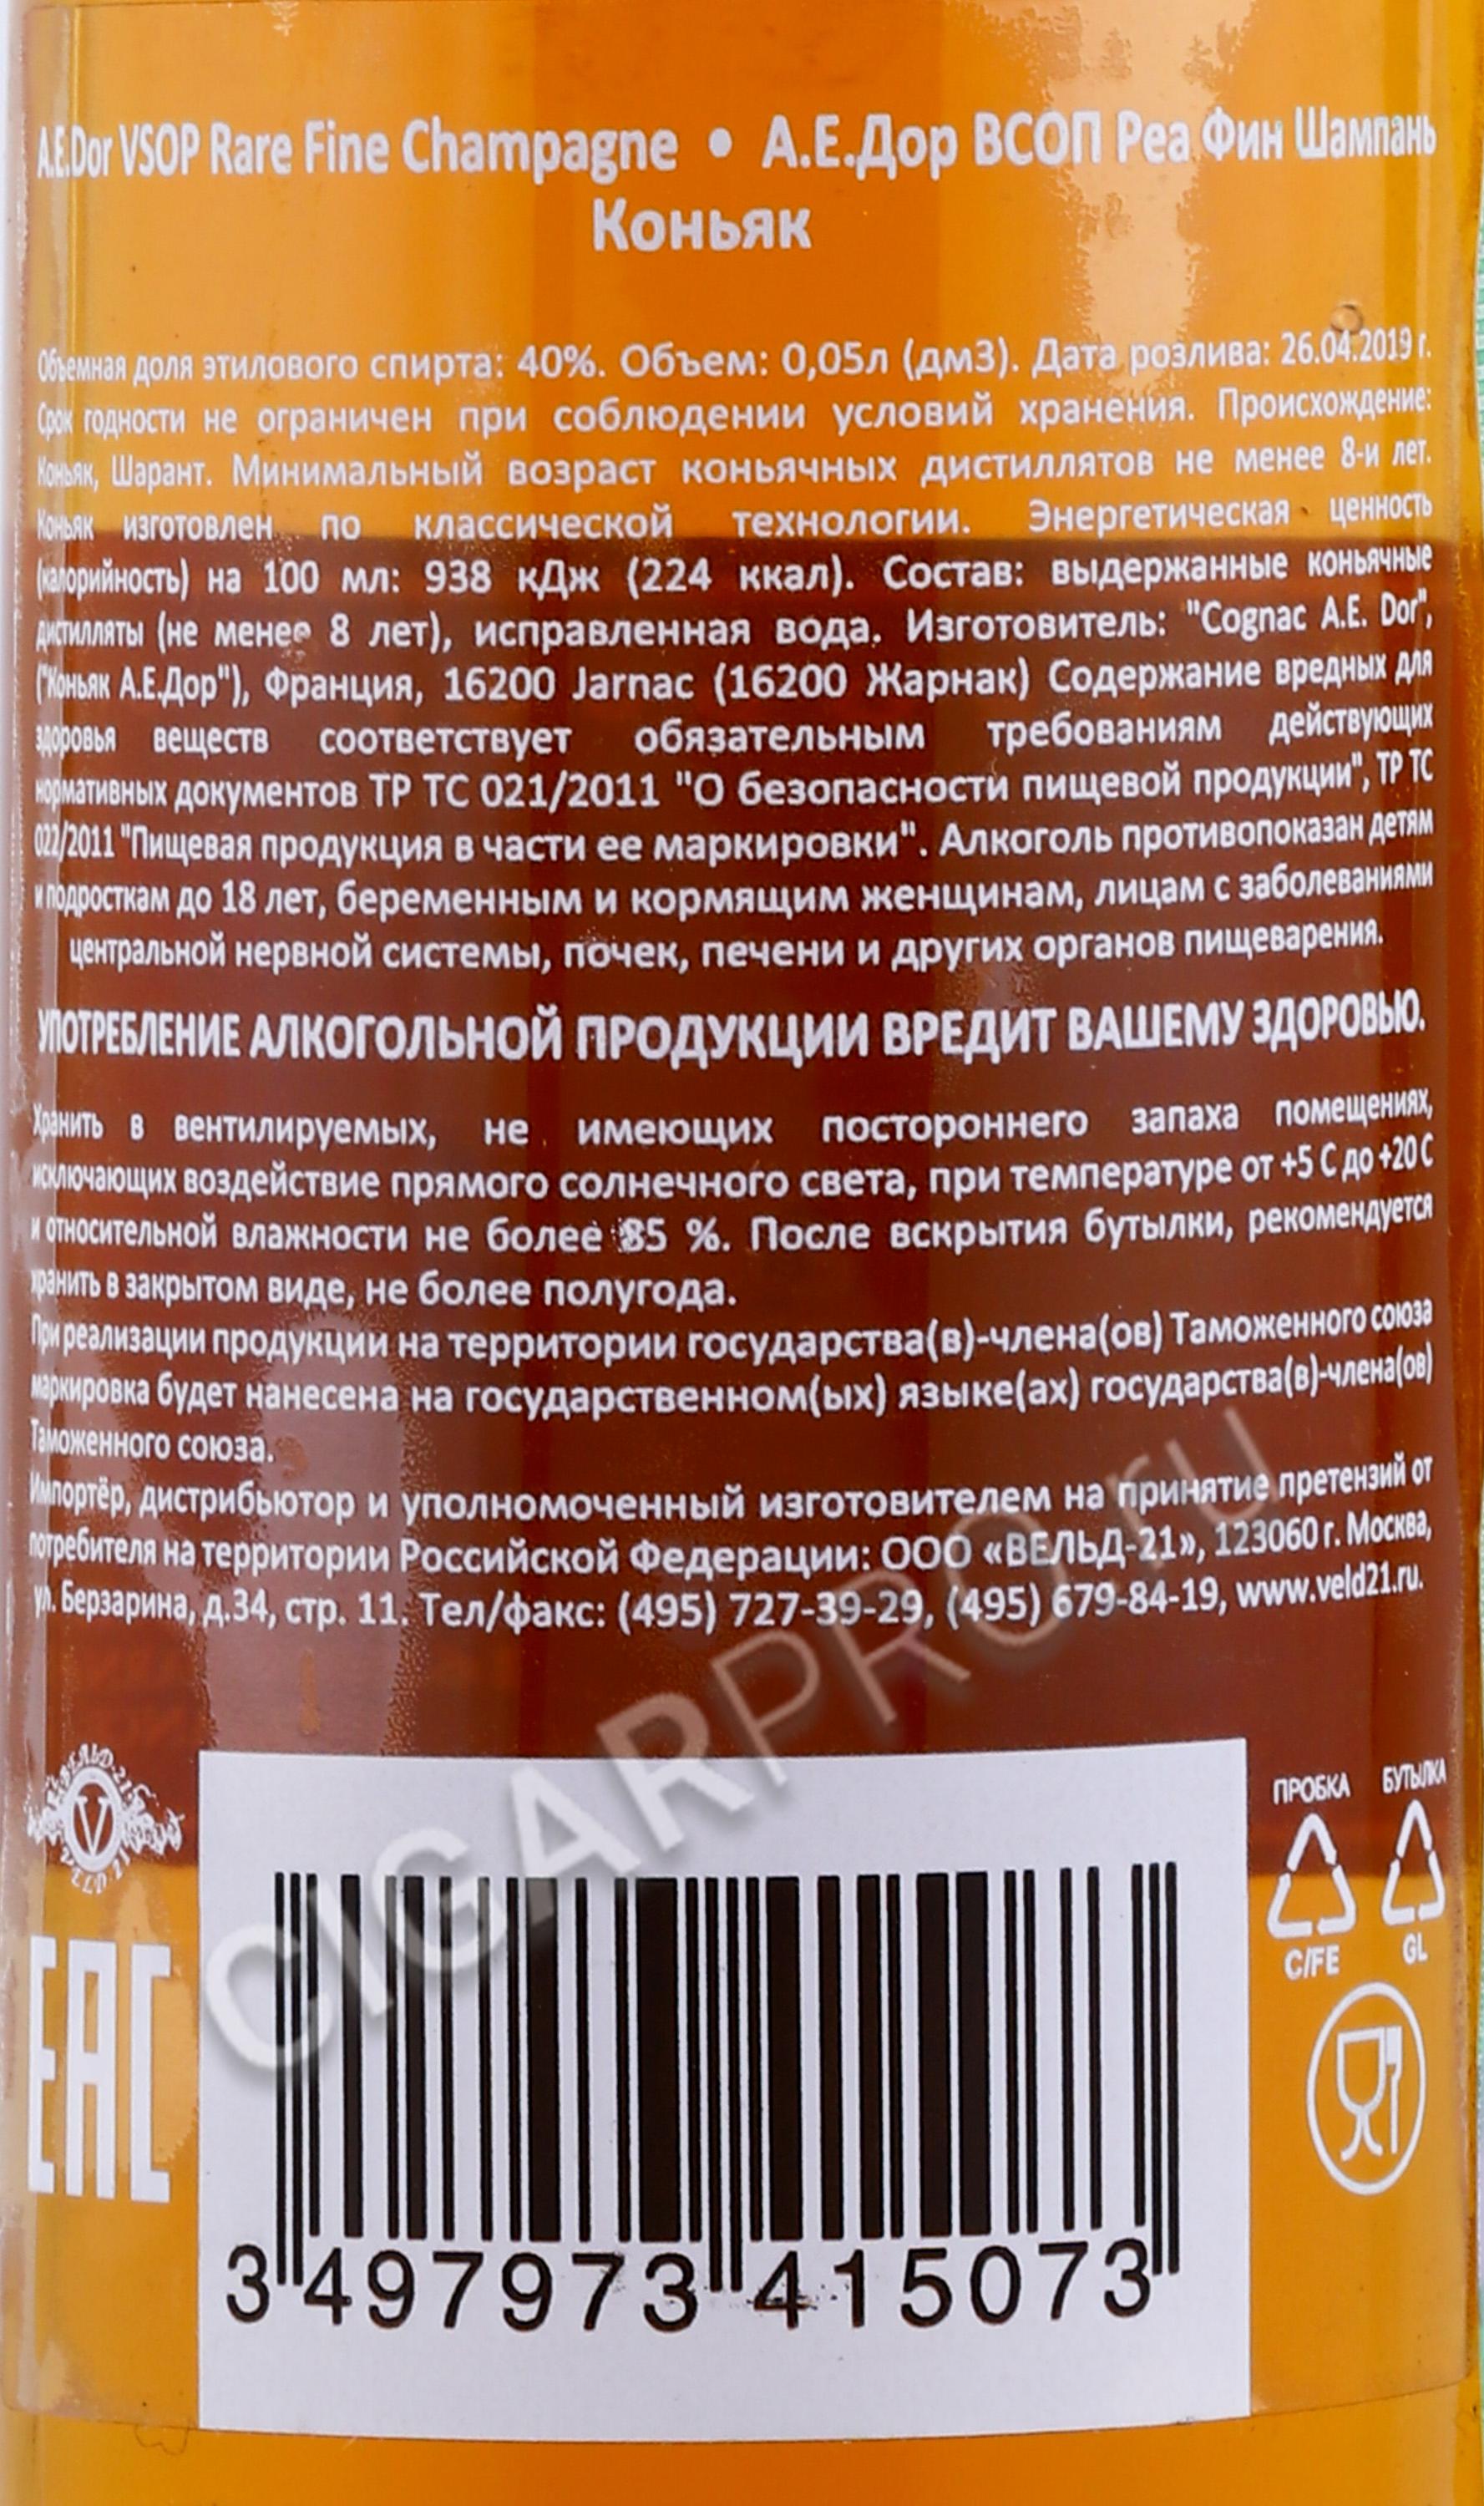 A.E.Dor VSOP Rare Fine Champagne • А.Е.Дор ВСОП Реа Фин Шампань
Коньяк
Объемная доля этилового спирта: 40%. Объем: 0,05л (дм3). Дата розлива: 26.04.2019 г.
Срок годности не ограничен при соблюдении условий хранения. Происхождение:
Коньяк, Шарант. Минимальный возраст коньячных дистиллятов не менее 8-и лет.
Коньяк изготовлен по классической технологии. Энергетическая ценность
(калорийность) на 100 мл: 938 кДж (224 ккал). Состав: выдержанные коньячные
дистилляты (не менее 8 лет), исправленная вода. Изготовитель: "Cognac A.E. Dor",
("Коньяк А.Е.Дор"), Франция, 16200 Jarnac (16200 Жарнак) Содержание вредных для
здоровья веществ соответствует обязательным требованиям действующих
нормативных документов ТР ТС 021/2011 "О безопасности пищевой продукции", ТР ТС
022/2011 "Пищевая продукция в части ее маркировки". Алкоголь противопоказан детям
и подросткам до 18 лет, беременным и кормящим женщинам, лицам с заболеваниями
центральной нервной системы, почек, печени и других органов пищеварения.
УПОТРЕБЛЕНИЕ АЛКОГОЛЬНОЙ ПРОДУКЦИИ ВРЕДИТ ВАШЕМУ ЗДОРОВЬЮ.
Хранить в вентилируемых, не имеющих постороннего запаха помещениях,
исключающих воздействие прямого солнечного света, при температуре от +5 С до +20 С
и относительной влажности не более 85 %. После вскрытия бутылки, рекомендуется
хранить в закрытом виде, не более полугода.
При реализации продукции на территории государства(в)-члена(ов) Таможенного союза
маркировка будет нанесена на государственном(ых) языке(ах) государства(в)-члена(ов)
Таможенного союза.
Импортёр, дистрибьютор и уполномоченный изготовителем на принятие претензий от
потребителя на территории Российской Федерации: ООО «ВЕЛЬД-21», 123060 г. Москва,
ул. Берзарина, д.34, стр. 11. Тел/факс: (495) 727-39-29, (495) 679-84-19, www.veld21.ru.
CIGARPRO.ru
ВЕЛЬД-21
V
VELD-21
ПРОБКА БУТЫЛКА
C/FE GL
EAC
3 497973 415073